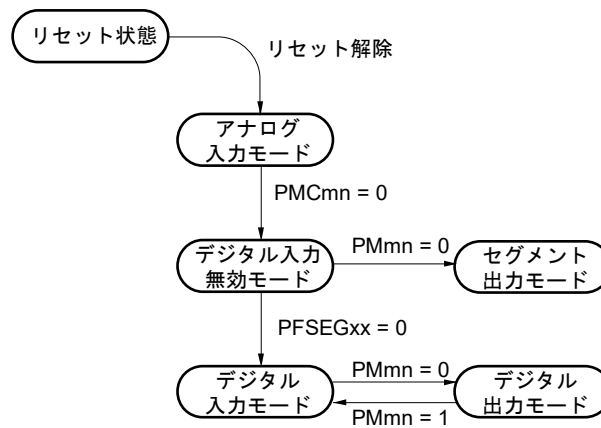 リセット状態
リセット解除
アナログ
入力モード
PMCmn = 0
デジタル入力
無効モード
PMmn = 0
セグメント
出力モード
PFSEGxx = 0
デジタル
入力モード
PMmn = 0
PMmn = 1
デジタル
出力モード